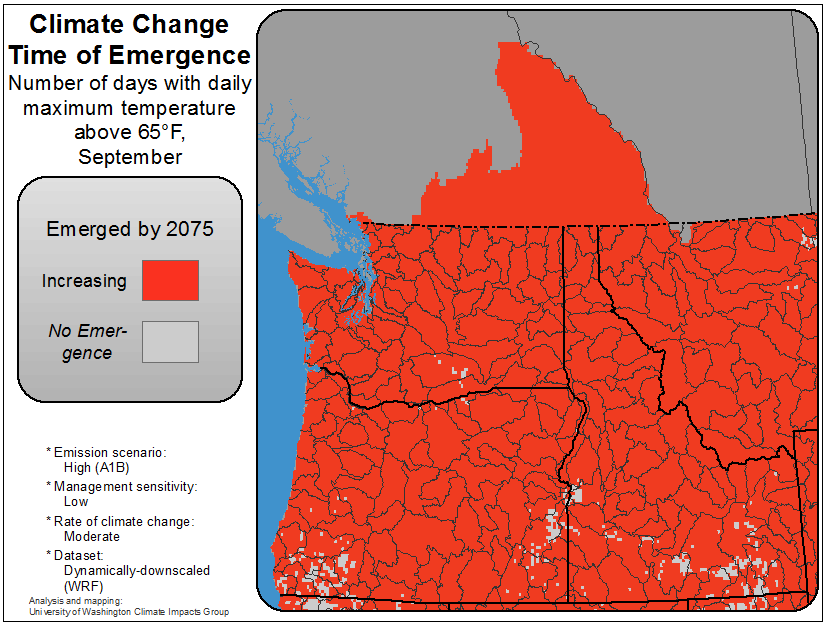 Climate Change
Time of Emergence
Number of days with daily
maximum temperature
above 65°F,
September
Emerged by 2075
Increasing
No Emer-
gence
* Emission scenario:
High (A1B)
* Management sensitivity:
Low
* Rate of climate change:
Moderate
* Dataset:
Dynamically-downscaled
(WRF)
Analysis and mapping:
University of Washington Climate Impacts Group